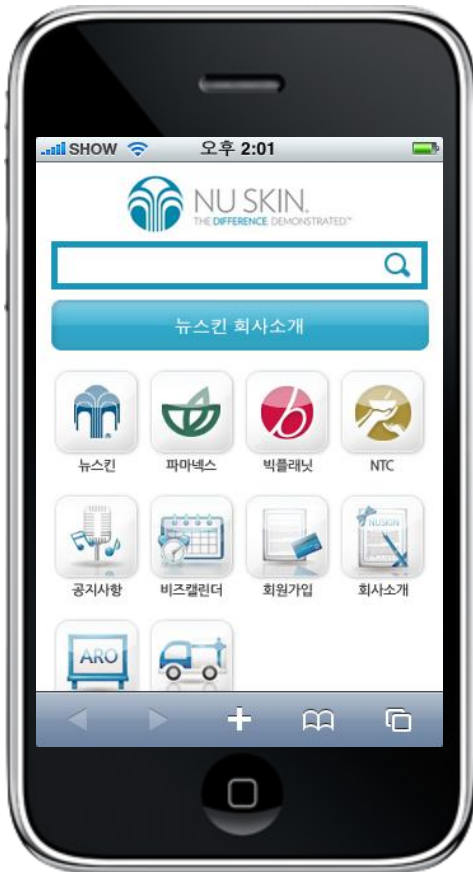 SHOW 오후 2:01
NU SKIN.
THE DIFFERENCE DEMONSTRATED™
뉴스킨 회사소개
뉴스킨 파마넥스 빅플래닛 NTC
NUSKIN
공지사항 비즈캘린더 회원가입 회사소개
ARO